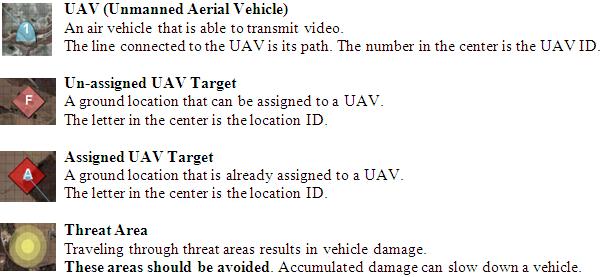 UAV (Unmanned Aerial Vehicle)
1
An air vehicle that is able to transmit video.
The line connected to the UAV is its path. The number in the center is the UAV ID.
Un-assigned UAV Target
F
A ground location that can be assigned to a UAV.
The letter in the center is the location ID.
Assigned UAV Target
A
A ground location that is already assigned to a UAV.
The letter in the center is the location ID.
Threat Area
Traveling through threat areas results in vehicle damage.
These areas should be avoided. Accumulated damage can slow down a vehicle.